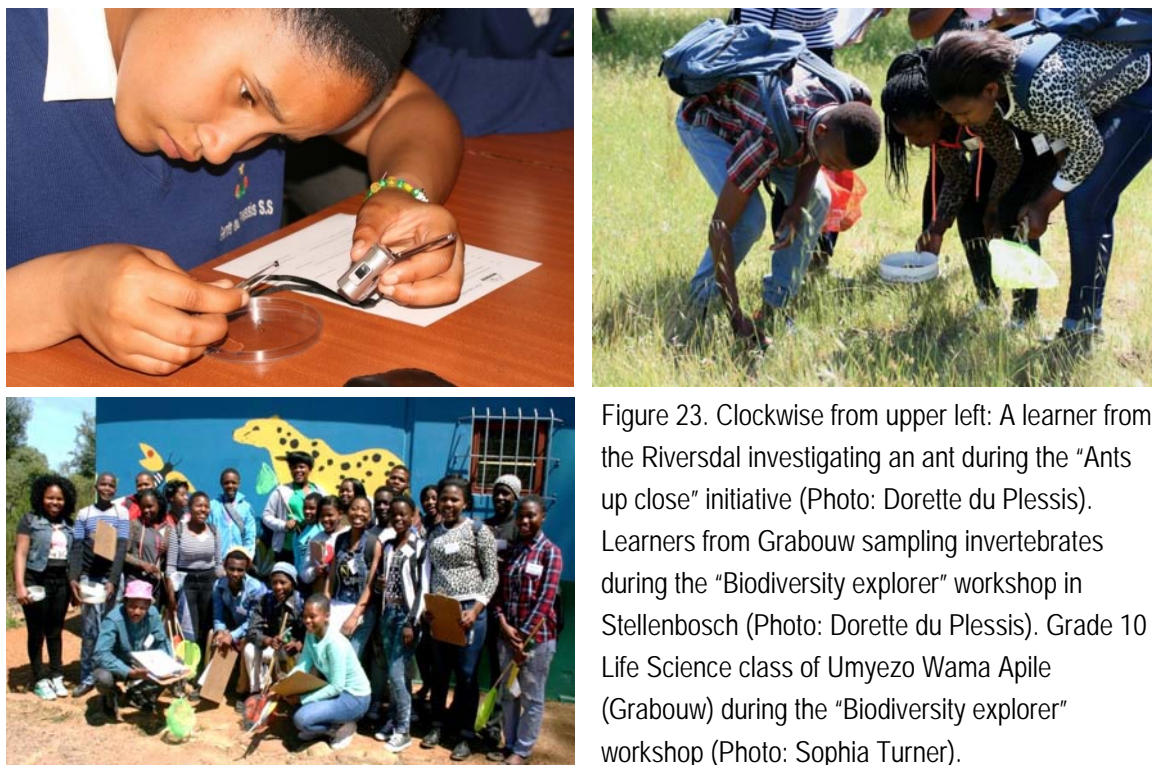 Figure 23. Clockwise from upper left: A learner from
the Riversdal investigating an ant during the “Ants
up close” initiative (Photo: Dorette du Plessis).
Learners from Grabouw sampling invertebrates
during the “Biodiversity explorer” workshop in
Stellenbosch (Photo: Dorette du Plessis). Grade 10
Life Science class of Umyezo Wama Apile
(Grabouw) during the “Biodiversity explorer”
workshop (Photo: Sophia Turner).
S.S